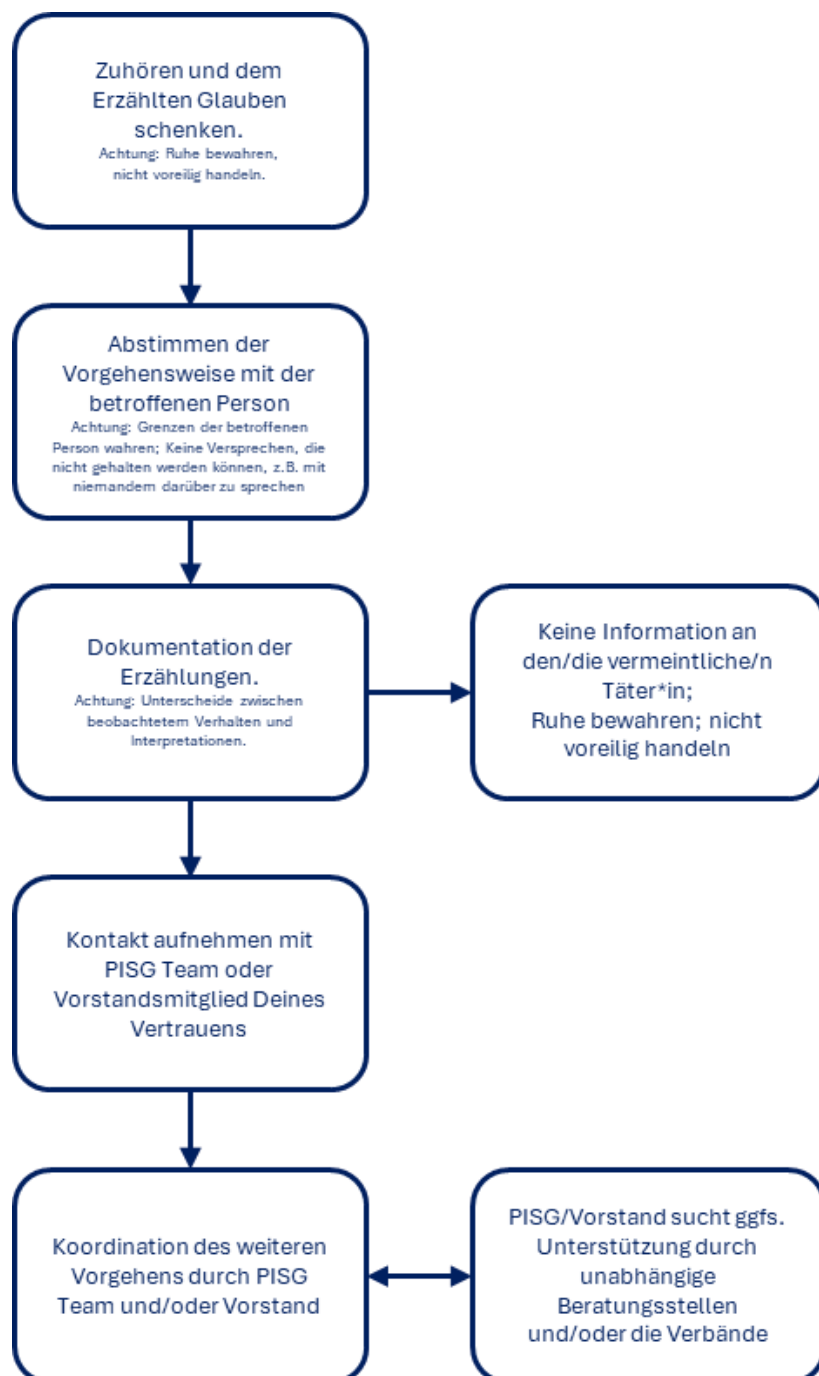 Zuhören und dem
Erzählten Glauben
schenken.
Achtung: Ruhe bewahren,
nicht voreilig handeln.
Abstimmen der
Vorgehensweise mit der
betroffenen Person
Achtung: Grenzen der betroffenen
Person wahren; Keine Versprechen, die
nicht gehalten werden können, z.B. mit
niemandem darüber zu sprechen
Dokumentation der
Erzählungen.
Achtung: Unterscheide zwischen
beobachtetem Verhalten und
Interpretationen.
Keine Information an
den/die vermeintliche/n
Täter*in;
Ruhe bewahren; nicht
voreilig handeln
Kontakt aufnehmen mit
PISG Team oder
Vorstandsmitglied Deines
Vertrauens
Koordination des weiteren
Vorgehens durch PISG
Team und/oder Vorstand
PISG/Vorstand sucht ggfs.
Unterstützung durch
unabhängige
Beratungsstellen
und/oder die Verbände